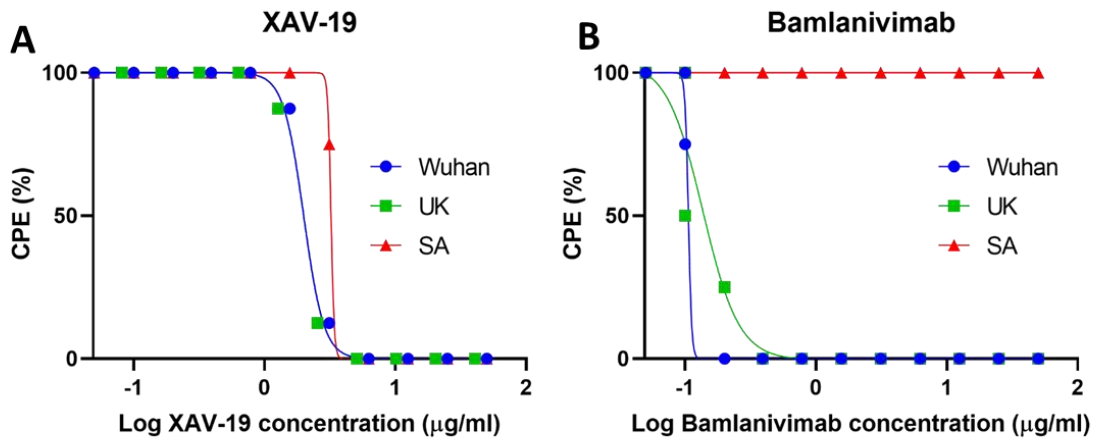 A
XAV-19
CPE (%)
100
50
0
-1
0
1
2
Wuhan
UK
SA
Log XAV-19 concentration (μg/ml)
B
Bamlanivimab
CPE (%)
100
50
0
-1
0
1
2
Wuhan
UK
SA
Log Bamlanivimab concentration (μg/ml)